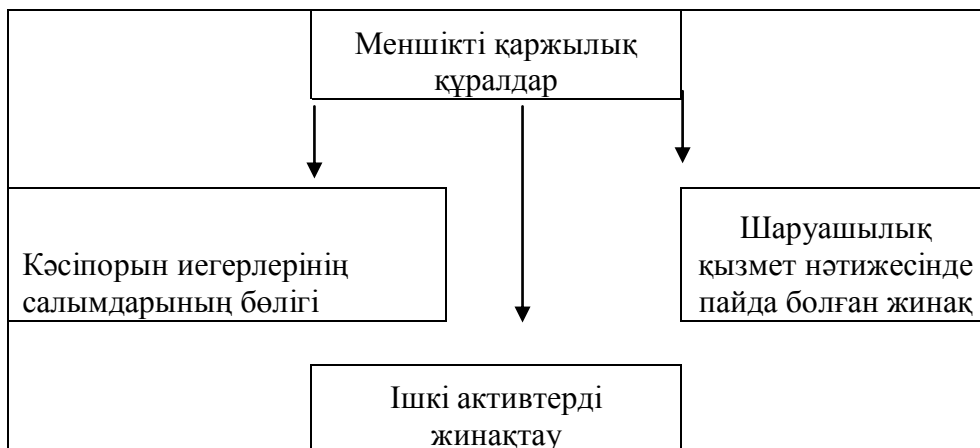 Меншікті қаржылық
құралдар
Кәсіпорын иегерлерінің
салымдарының бөлігі
Шаруашылық
қызмет нәтижесінде
пайда болған жинақ
Ішкі активтерді
жинақтау